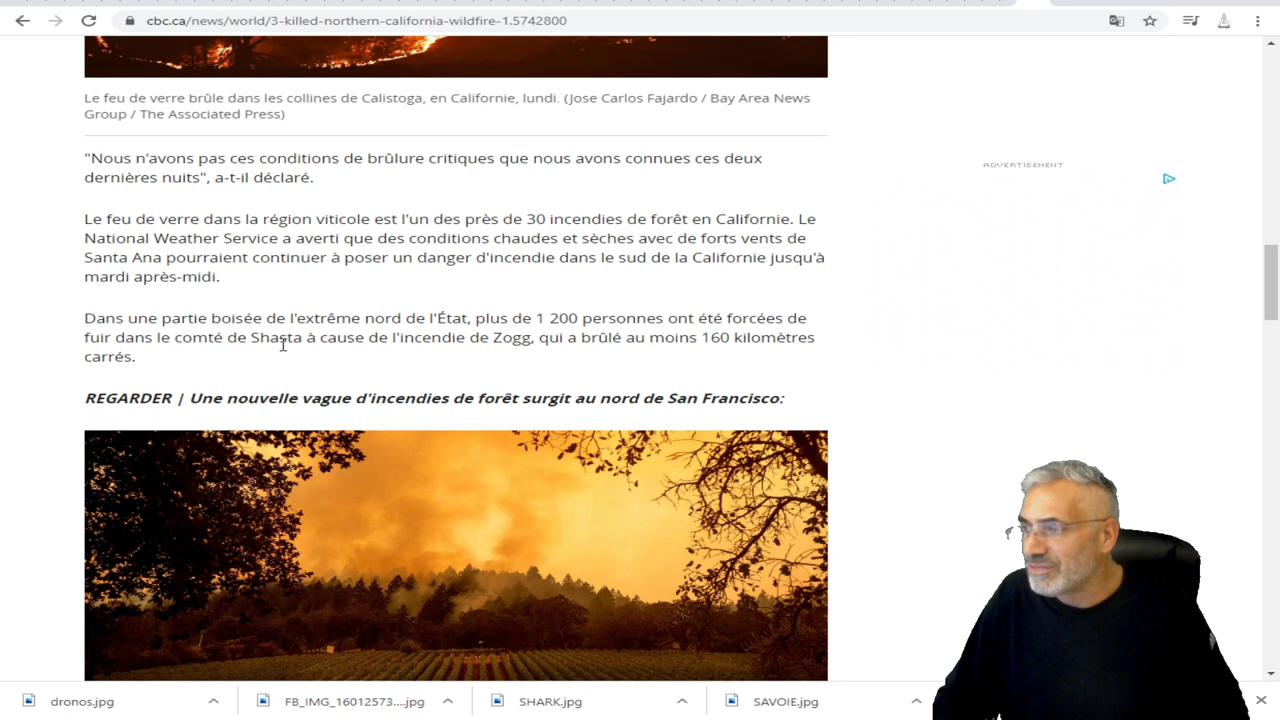 cbc.ca/news/world/3-killed-northern-california-wildfire-1.5742800
Le feu de verre brûle dans les collines de Calistoga, en Californie, lundi. (Jose Carlos Fajardo / Bay Area News
Group / The Associated Press)
"Nous n'avons pas ces conditions de brûlure critiques que nous avons connues ces deux
dernières nuits", a-t-il déclaré.
ADVERTISEMENT
Le feu de verre dans la région viticole est l'un des près de 30 incendies de forêt en Californie. Le
National Weather Service a averti que des conditions chaudes et sèches avec de forts vents de
Santa Ana pourraient continuer à poser un danger d'incendie dans le sud de la Californie jusqu'à
mardi après-midi.
Dans une partie boisée de l'extrême nord de l'État, plus de 1 200 personnes ont été forcées de
fuir dans le comté de Shasta à cause de l'incendie de Zogg, qui a brûlé au moins 160 kilomètres
carrés.
REGARDER | Une nouvelle vague d'incendies de forêt surgit au nord de San Francisco:
dronos.jpg
FB_IMG_16012573....jpg
SHARK.jpg
SAVOIE.jpg